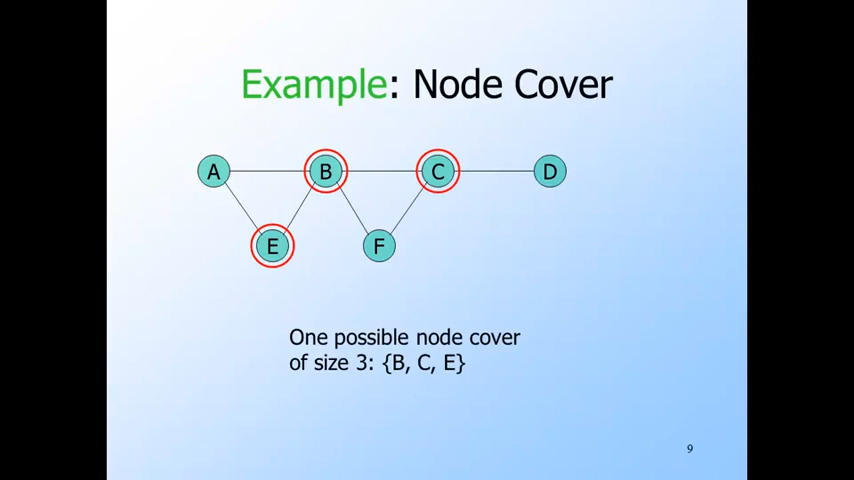 Example: Node Cover
A B C D
E F
One possible node cover
of size 3: {B, C, E}
9